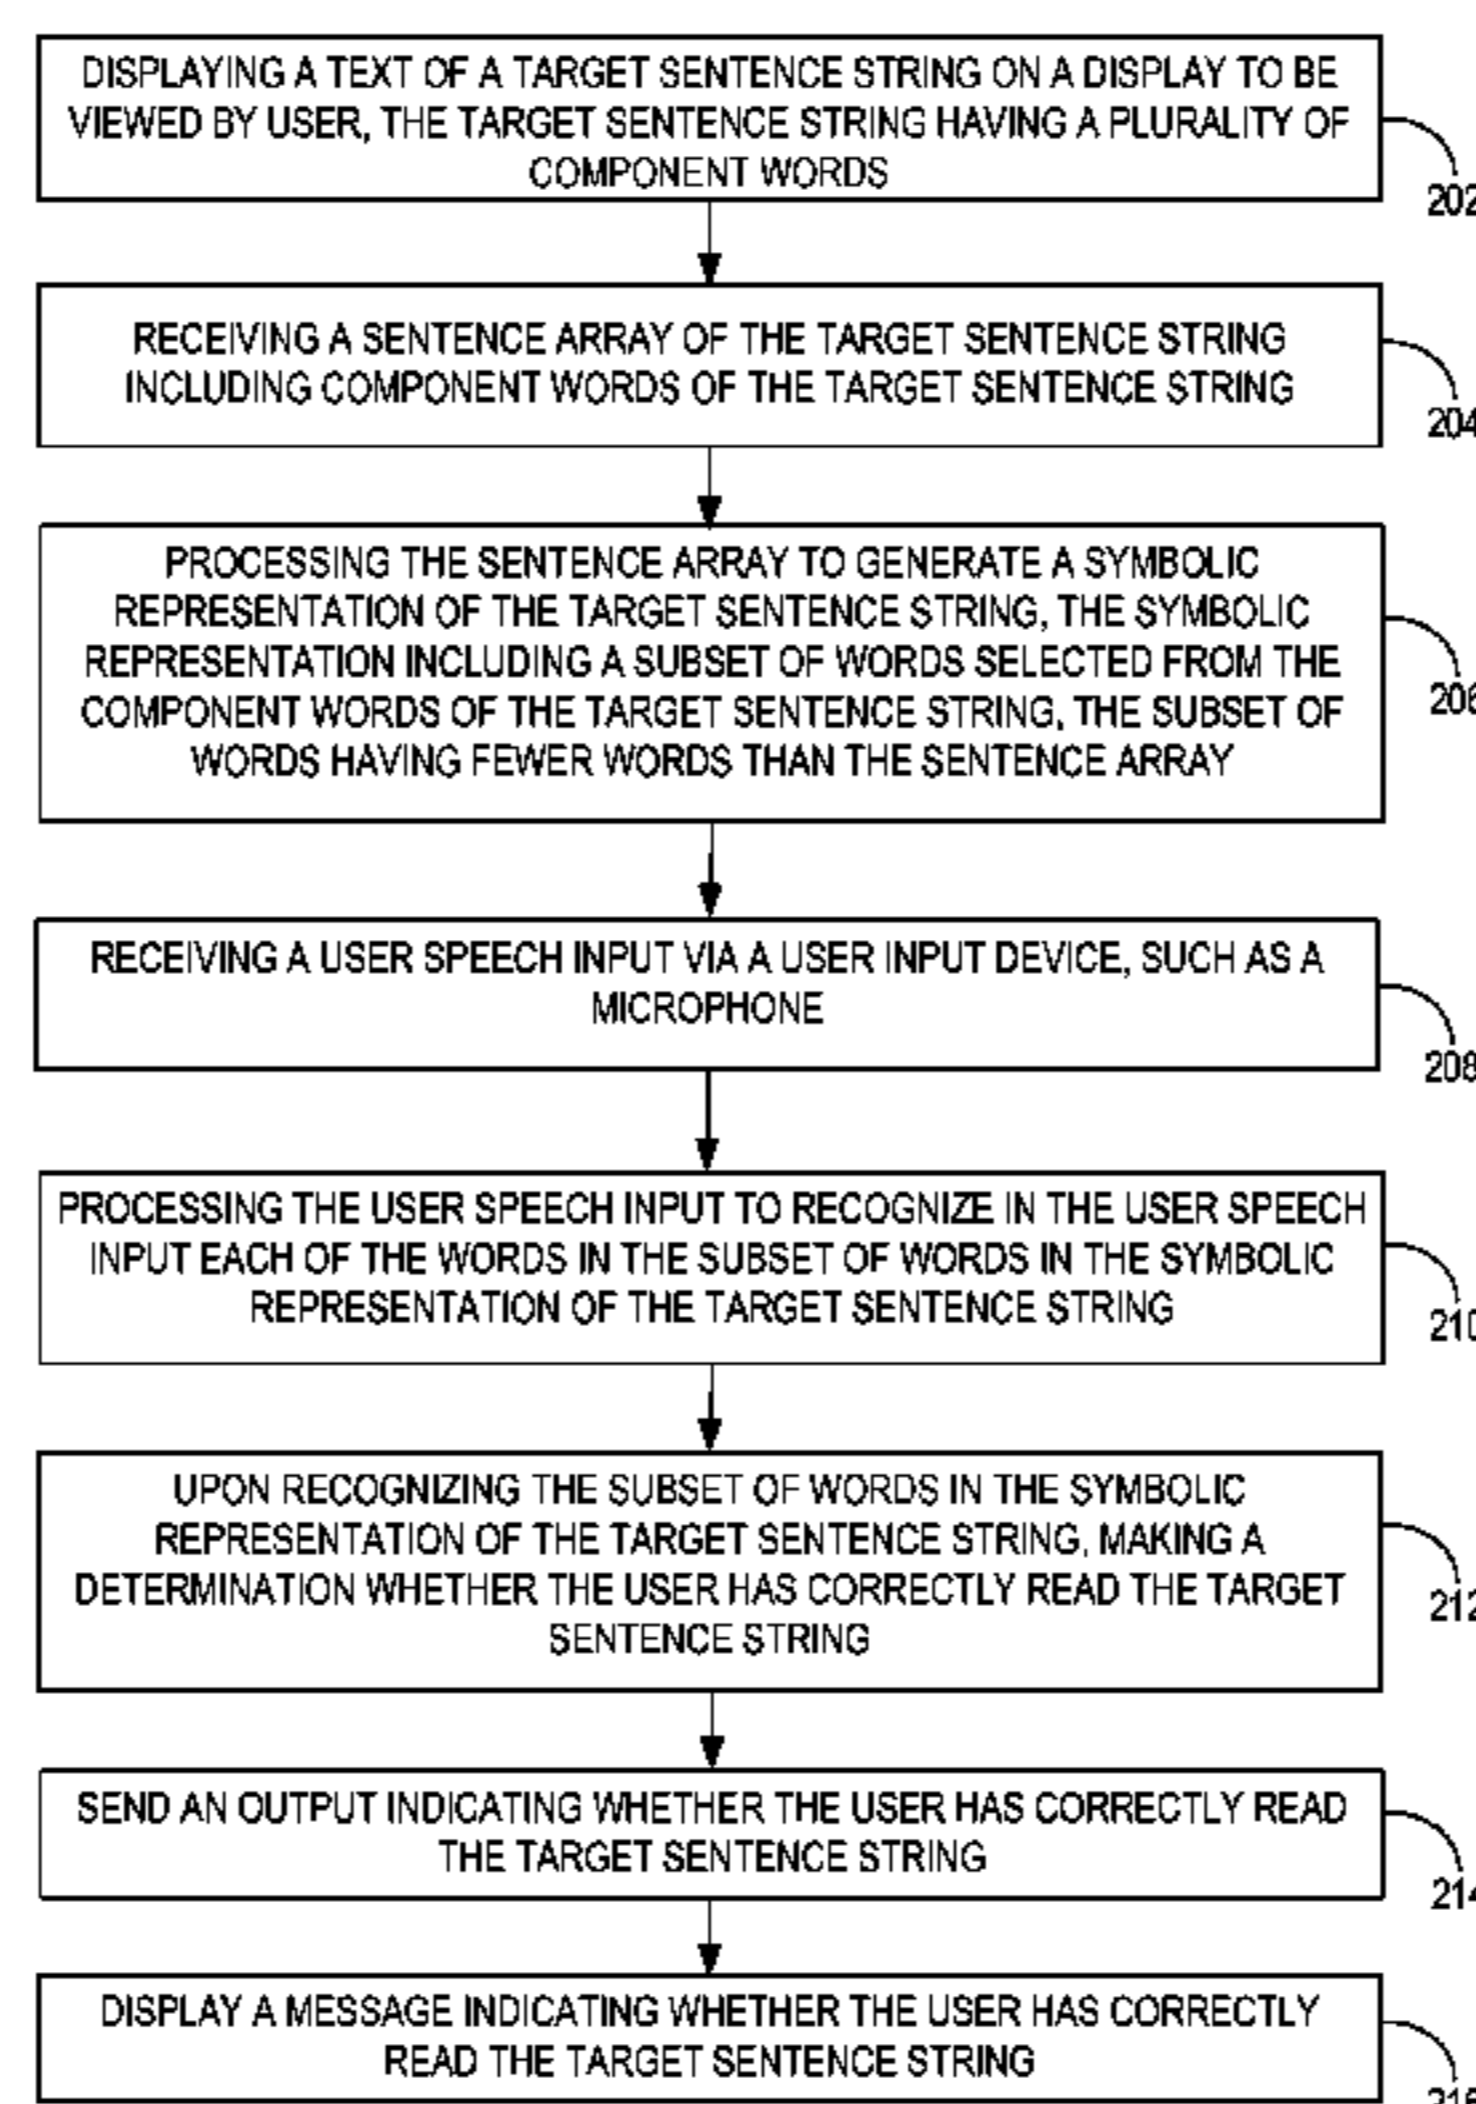 DISPLAYING A TEXT OF A TARGET SENTENCE STRING ON A DISPLAY TO BE
VIEWED BY USER, THE TARGET SENTENCE STRING HAVING A PLURALITY OF
COMPONENT WORDS
202
RECEIVING A SENTENCE ARRAY OF THE TARGET SENTENCE STRING
INCLUDING COMPONENT WORDS OF THE TARGET SENTENCE STRING
204
PROCESSING THE SENTENCE ARRAY TO GENERATE A SYMBOLIC
REPRESENTATION OF THE TARGET SENTENCE STRING, THE SYMBOLIC
REPRESENTATION INCLUDING A SUBSET OF WORDS SELECTED FROM THE
COMPONENT WORDS OF THE TARGET SENTENCE STRING, THE SUBSET OF
WORDS HAVING FEWER WORDS THAN THE SENTENCE ARRAY
206
RECEIVING A USER SPEECH INPUT VIA A USER INPUT DEVICE, SUCH AS A
MICROPHONE
208
PROCESSING THE USER SPEECH INPUT TO RECOGNIZE IN THE USER SPEECH
INPUT EACH OF THE WORDS IN THE SUBSET OF WORDS IN THE SYMBOLIC
REPRESENTATION OF THE TARGET SENTENCE STRING
210
UPON RECOGNIZING THE SUBSET OF WORDS IN THE SYMBOLIC
REPRESENTATION OF THE TARGET SENTENCE STRING, MAKING A
DETERMINATION WHETHER THE USER HAS CORRECTLY READ THE TARGET
SENTENCE STRING
212
SEND AN OUTPUT INDICATING WHETHER THE USER HAS CORRECTLY READ
THE TARGET SENTENCE STRING
214
DISPLAY A MESSAGE INDICATING WHETHER THE USER HAS CORRECTLY
READ THE TARGET SENTENCE STRING